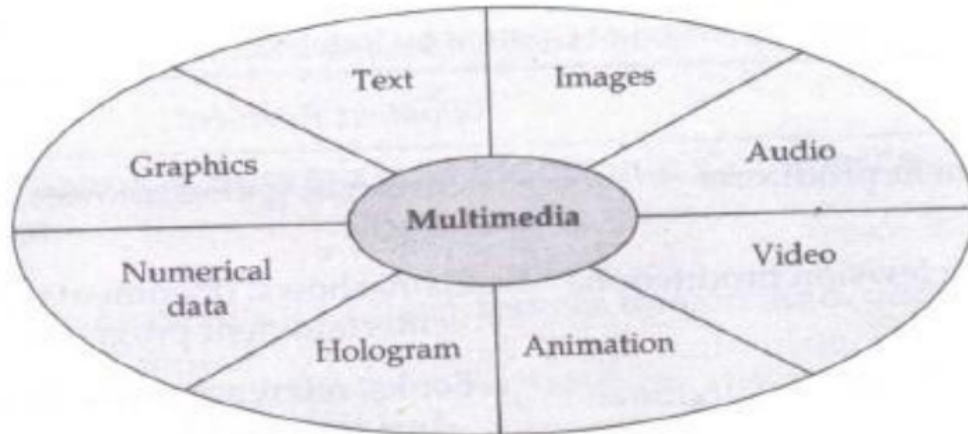 Text
Images
Graphics
Audio
Multimedia
Numerical
data
Video
Hologram
Animation